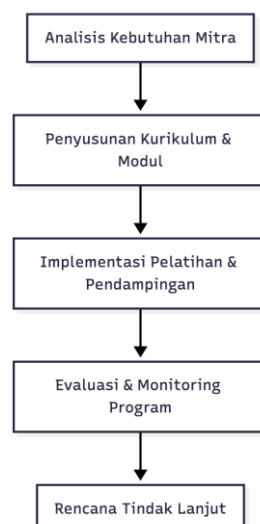 Analisis Kebutuhan Mitra
Penyusunan Kurikulum &
Modul
Implementasi Pelatihan &
Pendampingan
Evaluasi & Monitoring
Program
Rencana Tindak Lanjut